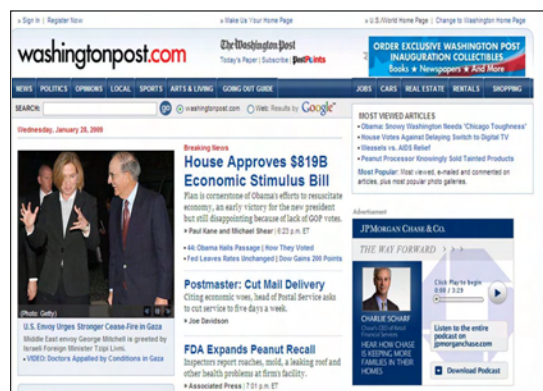 » Sign In | Register Now
» Make Us Your Home Page
» U.S./World Home Page | Change to Washington Home Page
washingtonpost.com
The Washington Post
Today's Paper | Subscribe | PostPoints
ORDER EXCLUSIVE WASHINGTON POST
INAUGURATION COLLECTIBLES
Books ★ Newspapers ★ And More
NEWS POLITICS OPINIONS LOCAL SPORTS ARTS & LIVING GOING OUT GUIDE
JOBS CARS REAL ESTATE RENTALS SHOPPING
SEARCH:
go
washingtonpost.com
Web: Results by Google
Wednesday, January 28, 2009
(Photo: Getty)
U.S. Envoy Urges Stronger Cease-Fire in Gaza
Middle East envoy George Mitchell is greeted by
Israeli Foreign Minister Tzipi Livni.
• VIDEO: Doctors Appalled by Conditions in Gaza
Breaking News
House Approves $819B
Economic Stimulus Bill
Plan is cornerstone of Obama's efforts to resuscitate
economy, an early victory for the new president
but still disappointing because of lack of GOP votes.
» Paul Kane and Michael Shear | 6:23 p.m. ET
• 44: Obama Hails Passage | How They Voted
• Fed Leaves Rates Unchanged | Dow Gains 200 Points
Postmaster: Cut Mail Delivery
Citing economic woes, head of Postal Service asks
to cut service to five days a week.
» Joe Davidson
FDA Expands Peanut Recall
Inspectors report roaches, mold, a leaking roof and
other health problems at firm's facility.
» Associated Press | 7:01 p.m. ET
MOST VIEWED ARTICLES
• Obama: Snowy Washington Needs 'Chicago Toughness'
• House Votes Against Delaying Switch to Digital TV
• Weasels vs. AIDS Relief
• Peanut Processor Knowingly Sold Tainted Products
Most Popular: Most viewed, e-mailed and commented on
articles, plus most popular photo galleries.
Advertisement
JPMORGAN CHASE & CO.
THE WAY FORWARD > > >
Click Play to begin
0:00 / 3:29
CHARLIE SCHARF
HEAR HOW CHASE
IS KEEPING MORE
FAMILIES IN THEIR
HOMES
Listen to the entire
podcast on
jpmorganchase.com
Download Podcast